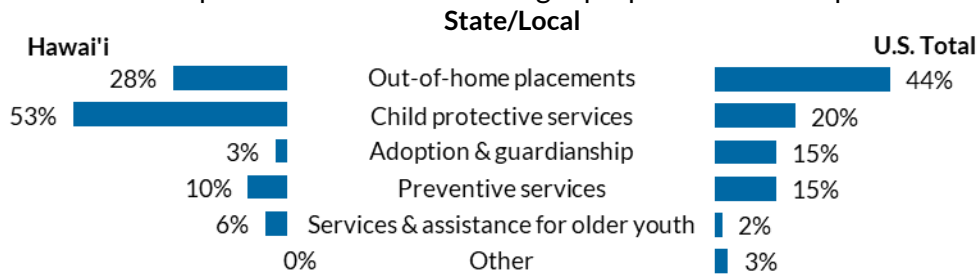 State/Local
Hawai'i U.S. Total
28% Out-of-home placements 44%
53% Child protective services 20%
3% Adoption & guardianship 15%
10% Preventive services 15%
6% Services & assistance for older youth 2%
0% Other 3%